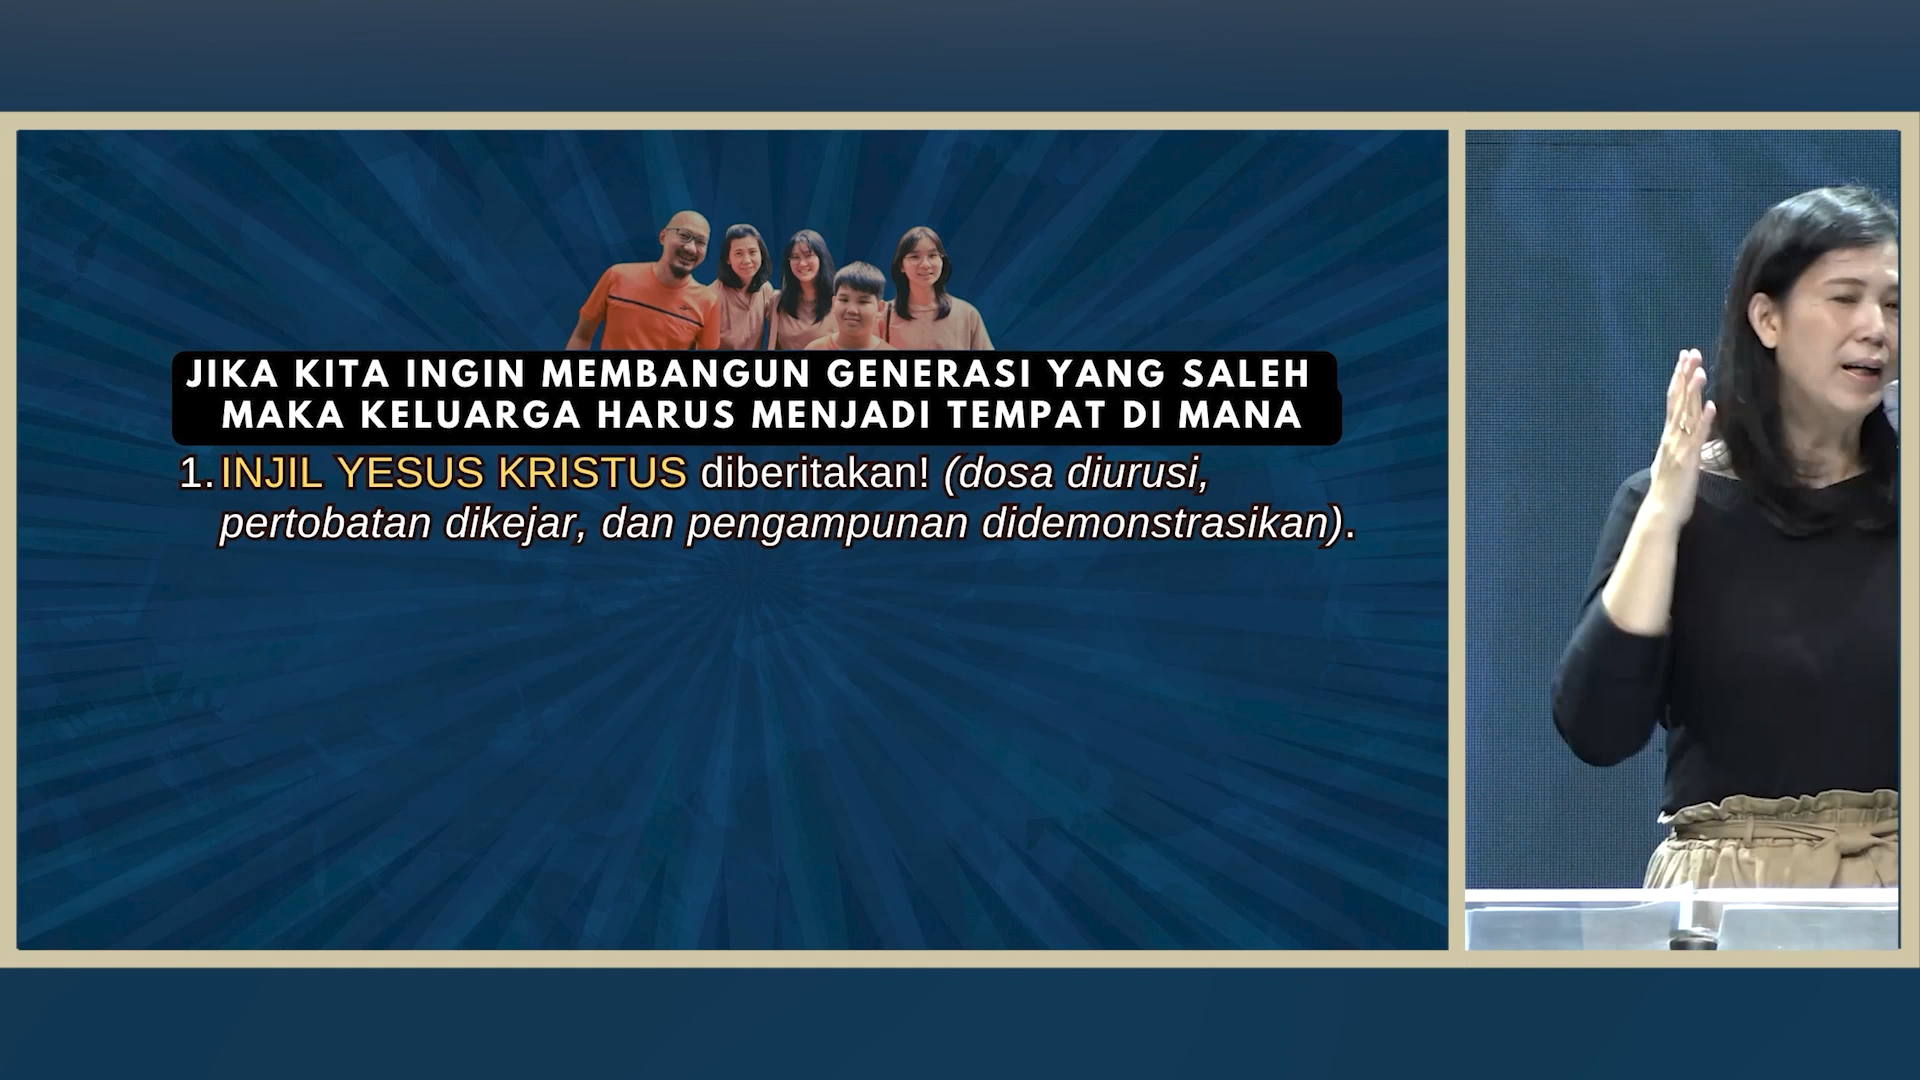 JIKA KITA INGIN MEMBANGUN GENERASI YANG SALEH
MAKA KELUARGA HARUS MENJADI TEMPAT DI MANA
1. INJIL YESUS KRISTUS diberitakan! (dosa diurusi,
pertobatan dikejar, dan pengampunan didemonstrasikan).